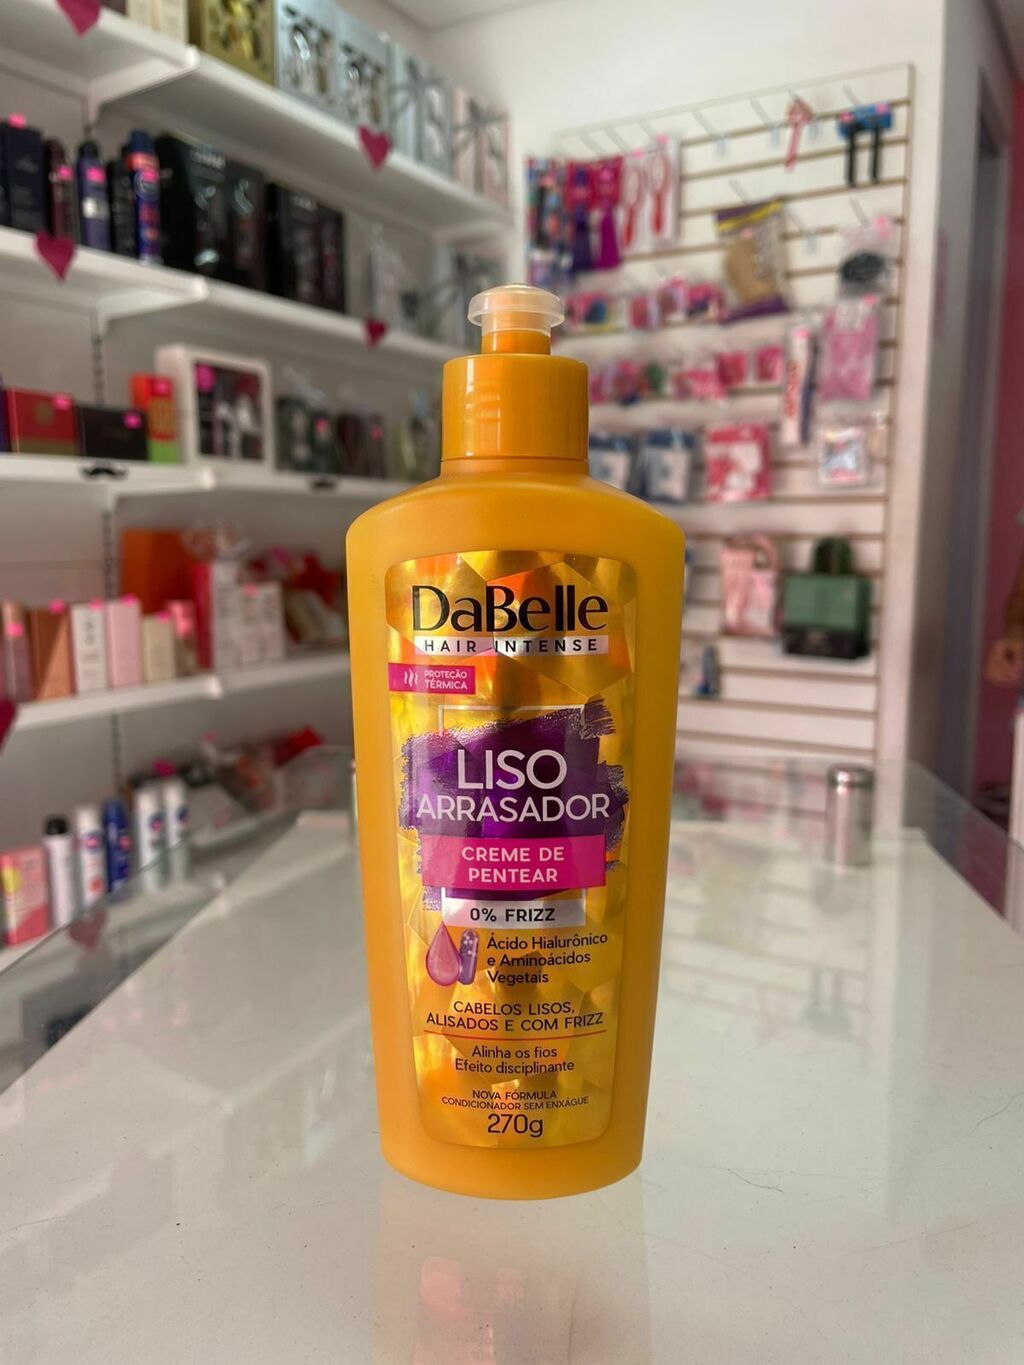 DaBelle
HAIR INTENSE
PROTEÇÃO
TÉRMICA
LISO
ARRASADOR
CREME DE
PENTEAR
0% FRIZZ
Ácido Hialurônico
e Aminoácidos
Vegetais
CABELOS LISOS,
ALISADOS E COM FRIZZ
Alinha os fios
Efeito disciplinante
NOVA FÓRMULA
CONDICIONADOR SEM ENXÁGUE
270g